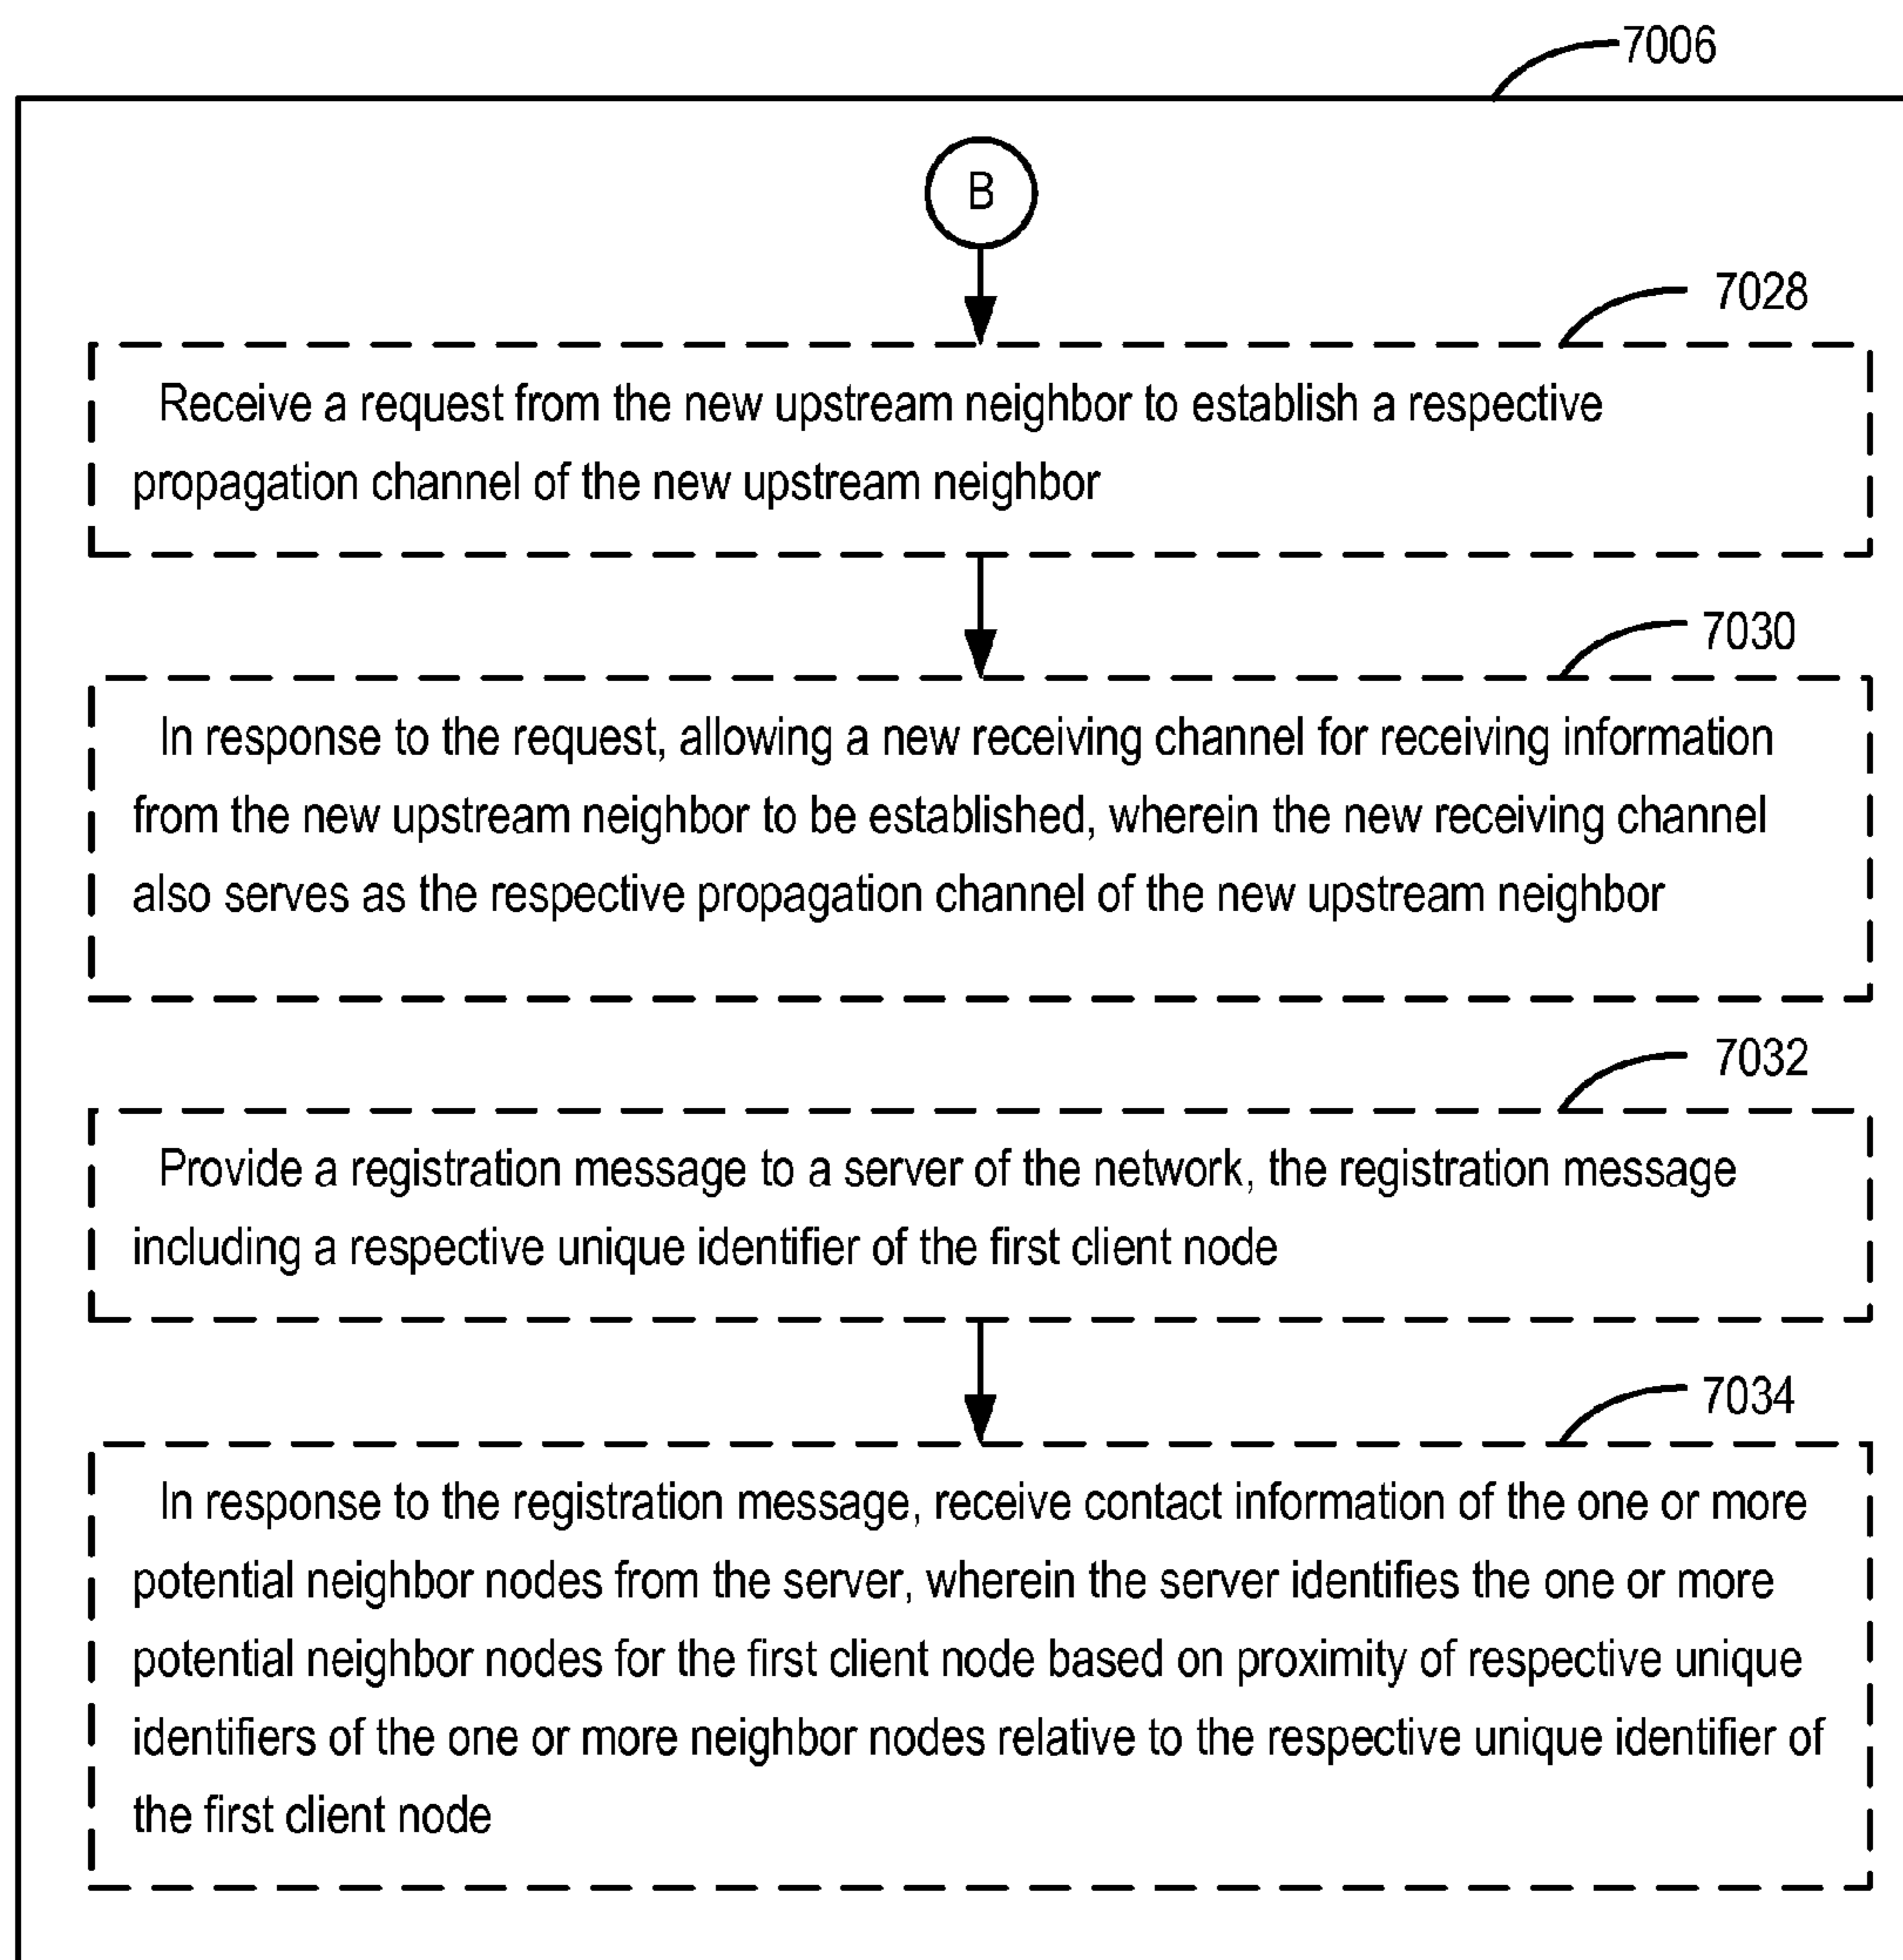 7006
B
7028
Receive a request from the new upstream neighbor to establish a respective
propagation channel of the new upstream neighbor
7030
In response to the request, allowing a new receiving channel for receiving information
from the new upstream neighbor to be established, wherein the new receiving channel
also serves as the respective propagation channel of the new upstream neighbor
7032
Provide a registration message to a server of the network, the registration message
including a respective unique identifier of the first client node
7034
In response to the registration message, receive contact information of the one or more
potential neighbor nodes from the server, wherein the server identifies the one or more
potential neighbor nodes for the first client node based on proximity of respective unique
identifiers of the one or more neighbor nodes relative to the respective unique identifier of
the first client node